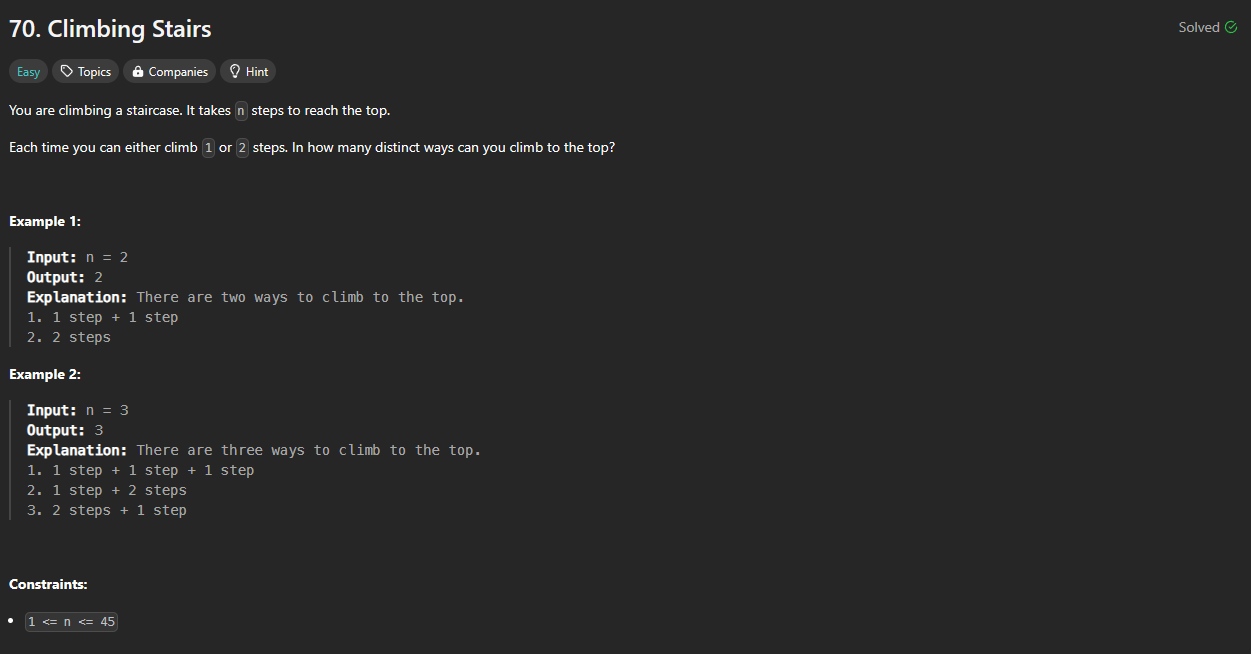 70. Climbing Stairs
Solved
Easy Topics Companies Hint
You are climbing a staircase. It takes n steps to reach the top.
Each time you can either climb 1 or 2 steps. In how many distinct ways can you climb to the top?
Example 1:
Input: n = 2
Output: 2
Explanation: There are two ways to climb to the top.
1. 1 step + 1 step
2. 2 steps
Example 2:
Input: n = 3
Output: 3
Explanation: There are three ways to climb to the top.
1. 1 step + 1 step + 1 step
2. 1 step + 2 steps
3. 2 steps + 1 step
Constraints:
• 1 <= n <= 45